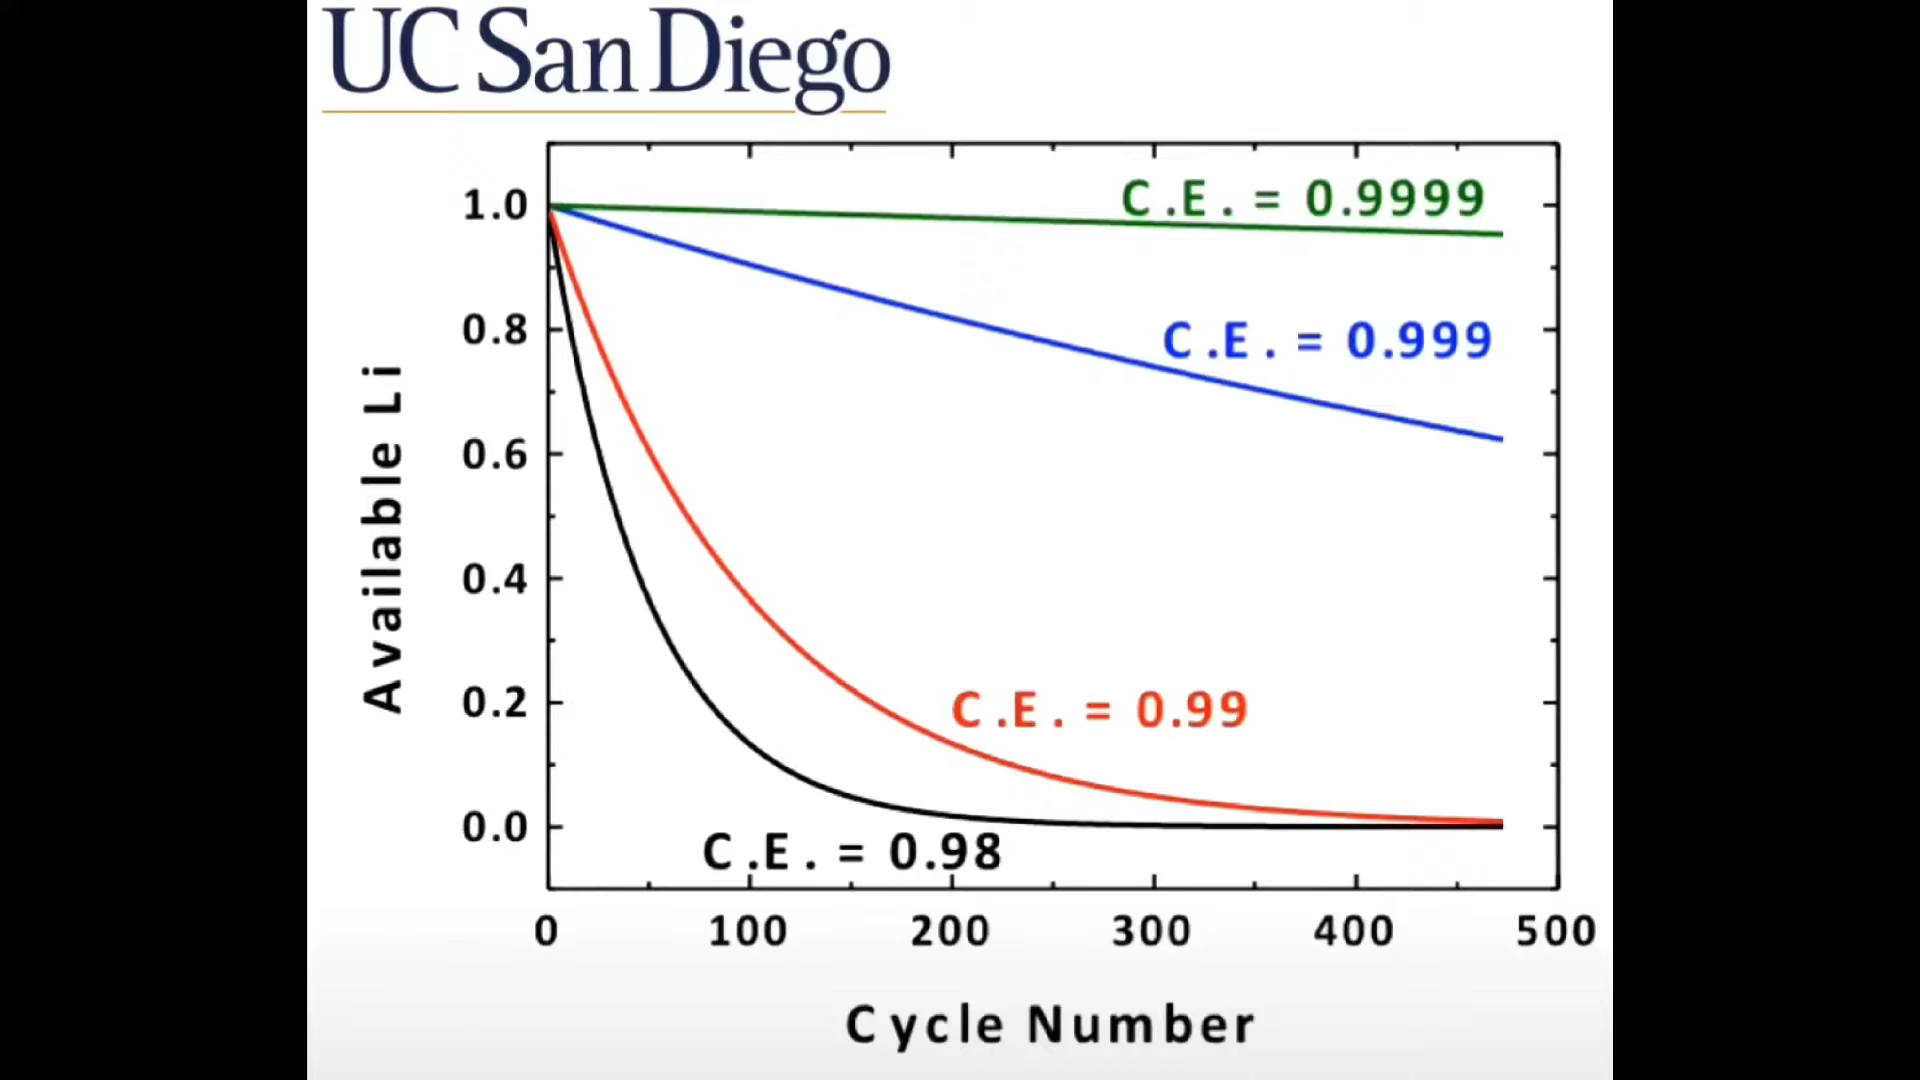 UC San Diego
C.E. = 0.9999
1.0
C.E. = 0.999
0.8
0.6
Available Li
0.4
C.E. = 0.99
0.2
0.0
C.E. = 0.98
0 100 200 300 400 500
Cycle Number